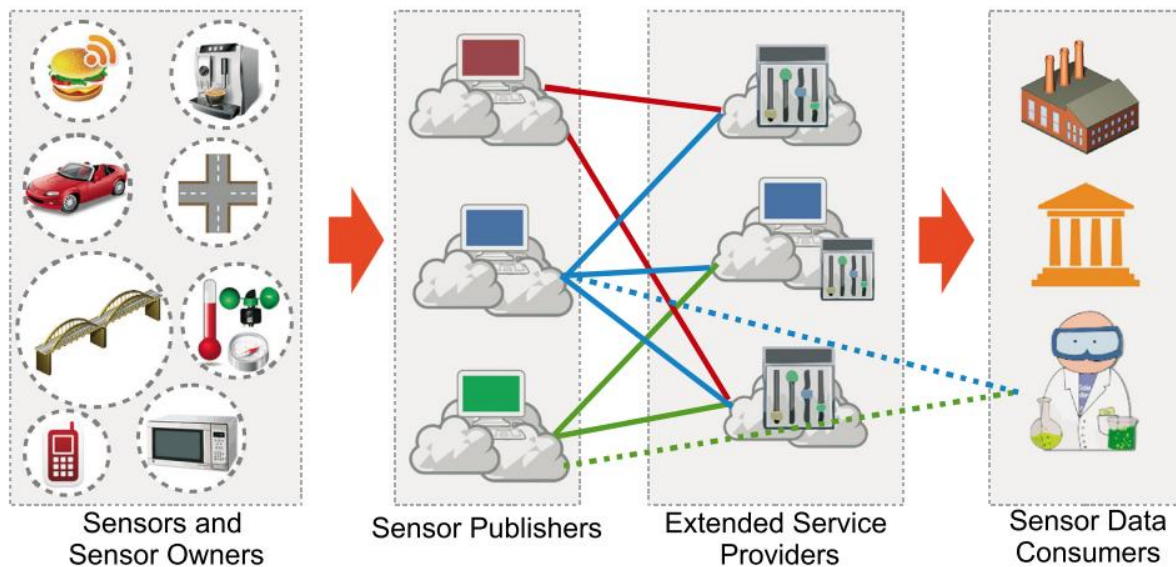 Sensors and
Sensor Owners
Sensor Publishers
Extended Service
Providers
Sensor Data
Consumers